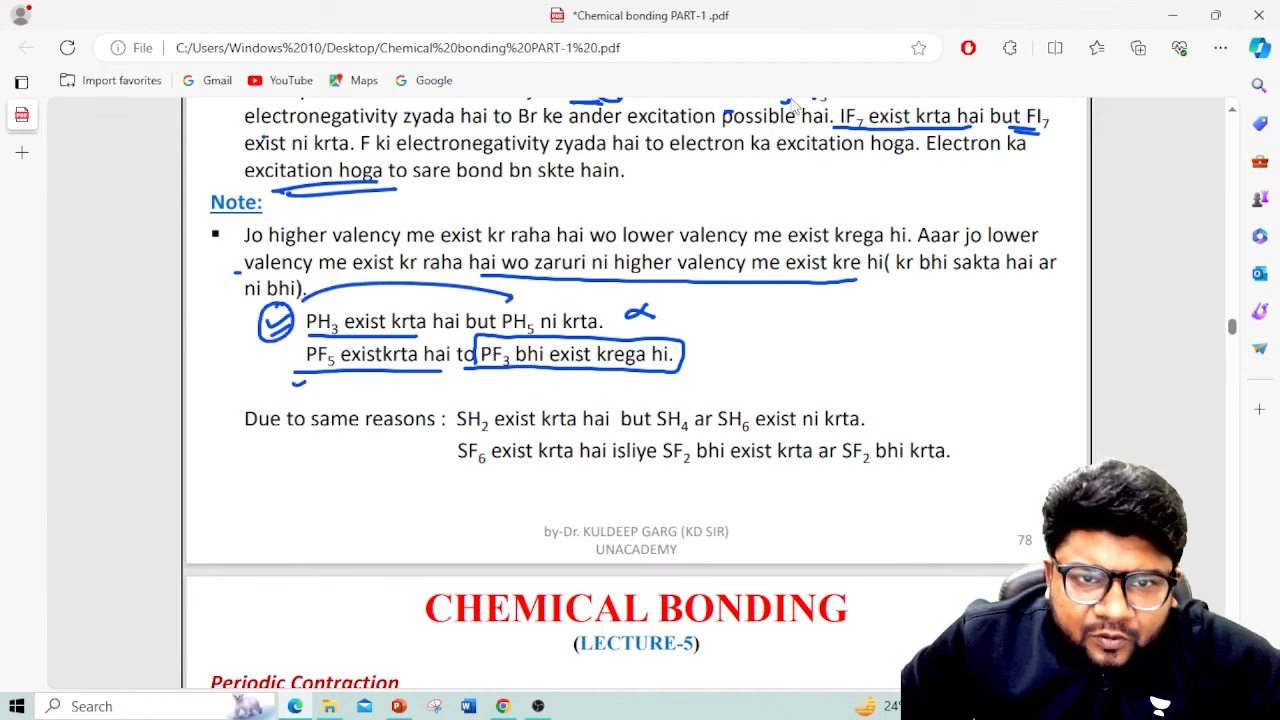 *Chemical bonding PART-1 .pdf
File
C:/Users/Windows%2010/Desktop/Chemical%20bonding%20PART-1%20.pdf
Import favorites
Gmail
YouTube
Maps
Google
electronegativity zyada hai to Br ke ander excitation possible hai. IF7 exist krta hai but FI7
exist ni krta. F ki electronegativity zyada hai to electron ka excitation hoga. Electron ka
excitation hoga to sare bond bn skte hain.
Note:
▪ Jo higher valency me exist kr raha hai wo lower valency me exist krega hi. Aaar jo lower
valency me exist kr raha hai wo zaruri ni higher valency me exist kre hi( kr bhi sakta hai ar
ni bhi).
PH3 exist krta hai but PH5 ni krta.
PF5 existkrta hai to PF3 bhi exist krega hi.
Due to same reasons : SH2 exist krta hai but SH4 ar SH6 exist ni krta.
SF6 exist krta hai isliye SF2 bhi exist krta ar SF2 bhi krta.
by-Dr. KULDEEP GARG (KD SIR)
UNACADEMY
78
CHEMICAL BONDING
(LECTURE-5)
Periodic Contraction
Search
24°